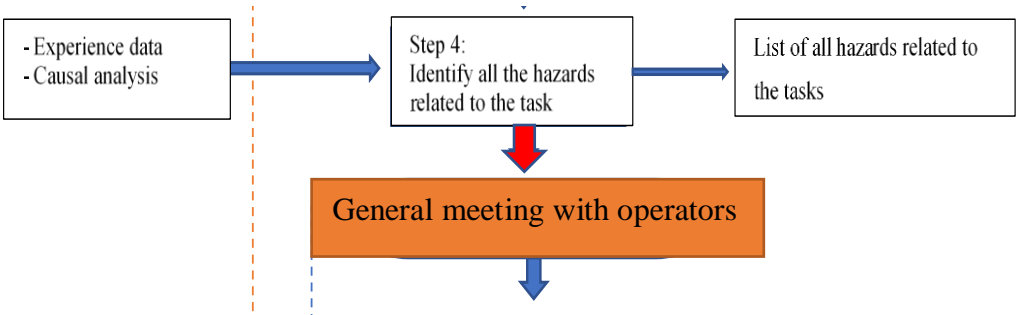 - Experience data
- Causal analysis
Step 4:
Identify all the hazards
related to the task
List of all hazards related to
the tasks
General meeting with operators